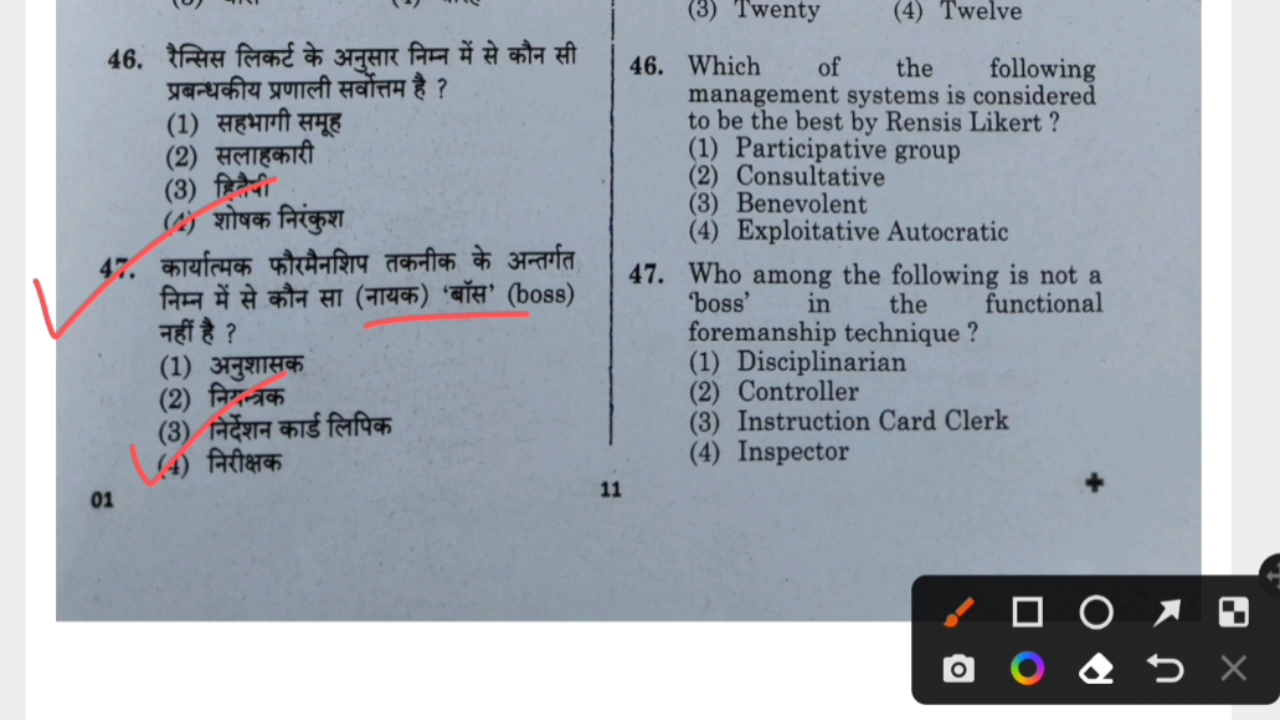 (3) Twenty (4) Twelve
46. रैन्सिस लिकर्ट के अनुसार निम्न में से कौन सी
प्रबन्धकीय प्रणाली सर्वोत्तम है ?
(1) सहभागी समूह
(2) सलाहकारी
(3) हितैषी
(4) शोषक निरंकुश
47. कार्यात्मक फौरमैनशिप तकनीक के अन्तर्गत
निम्न में से कौन सा (नायक) 'बॉस' (boss)
नहीं है ?
(1) अनुशासक
(2) नियन्त्रक
(3) निर्देशन कार्ड लिपिक
(4) निरीक्षक
46. Which of the following
management systems is considered
to be the best by Rensis Likert ?
(1) Participative group
(2) Consultative
(3) Benevolent
(4) Exploitative Autocratic
47. Who among the following is not a
‘boss’ in the functional
foremanship technique ?
(1) Disciplinarian
(2) Controller
(3) Instruction Card Clerk
(4) Inspector
01 11